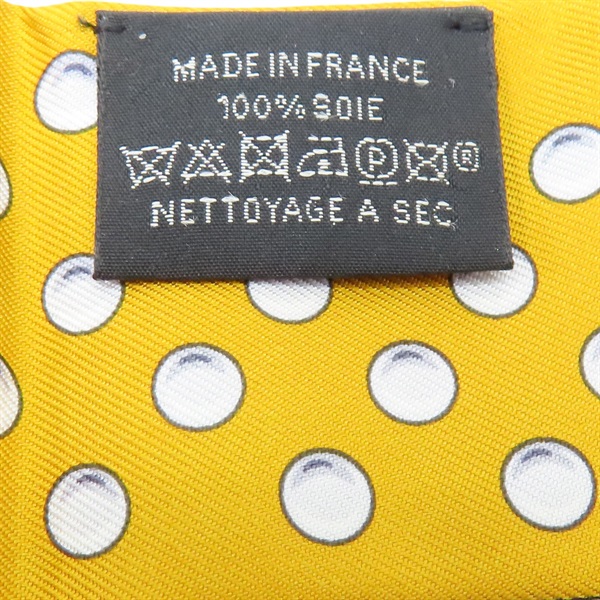 MADE IN FRANCE
100% SOIE
P ®
NETTOYAGE A SEC